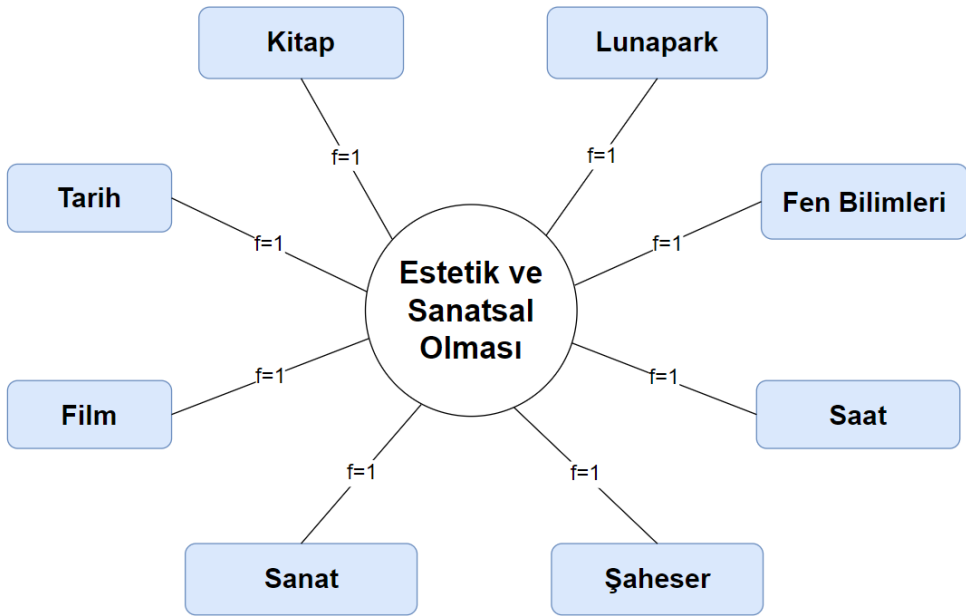 Kitap
Lunapark
f=1
f=1
Tarih
Fen Bilimleri
f=1
f=1
Estetik ve
Sanatsal
Olması
f=1
f=1
Film
Saat
f=1
f=1
Sanat
Şaheser